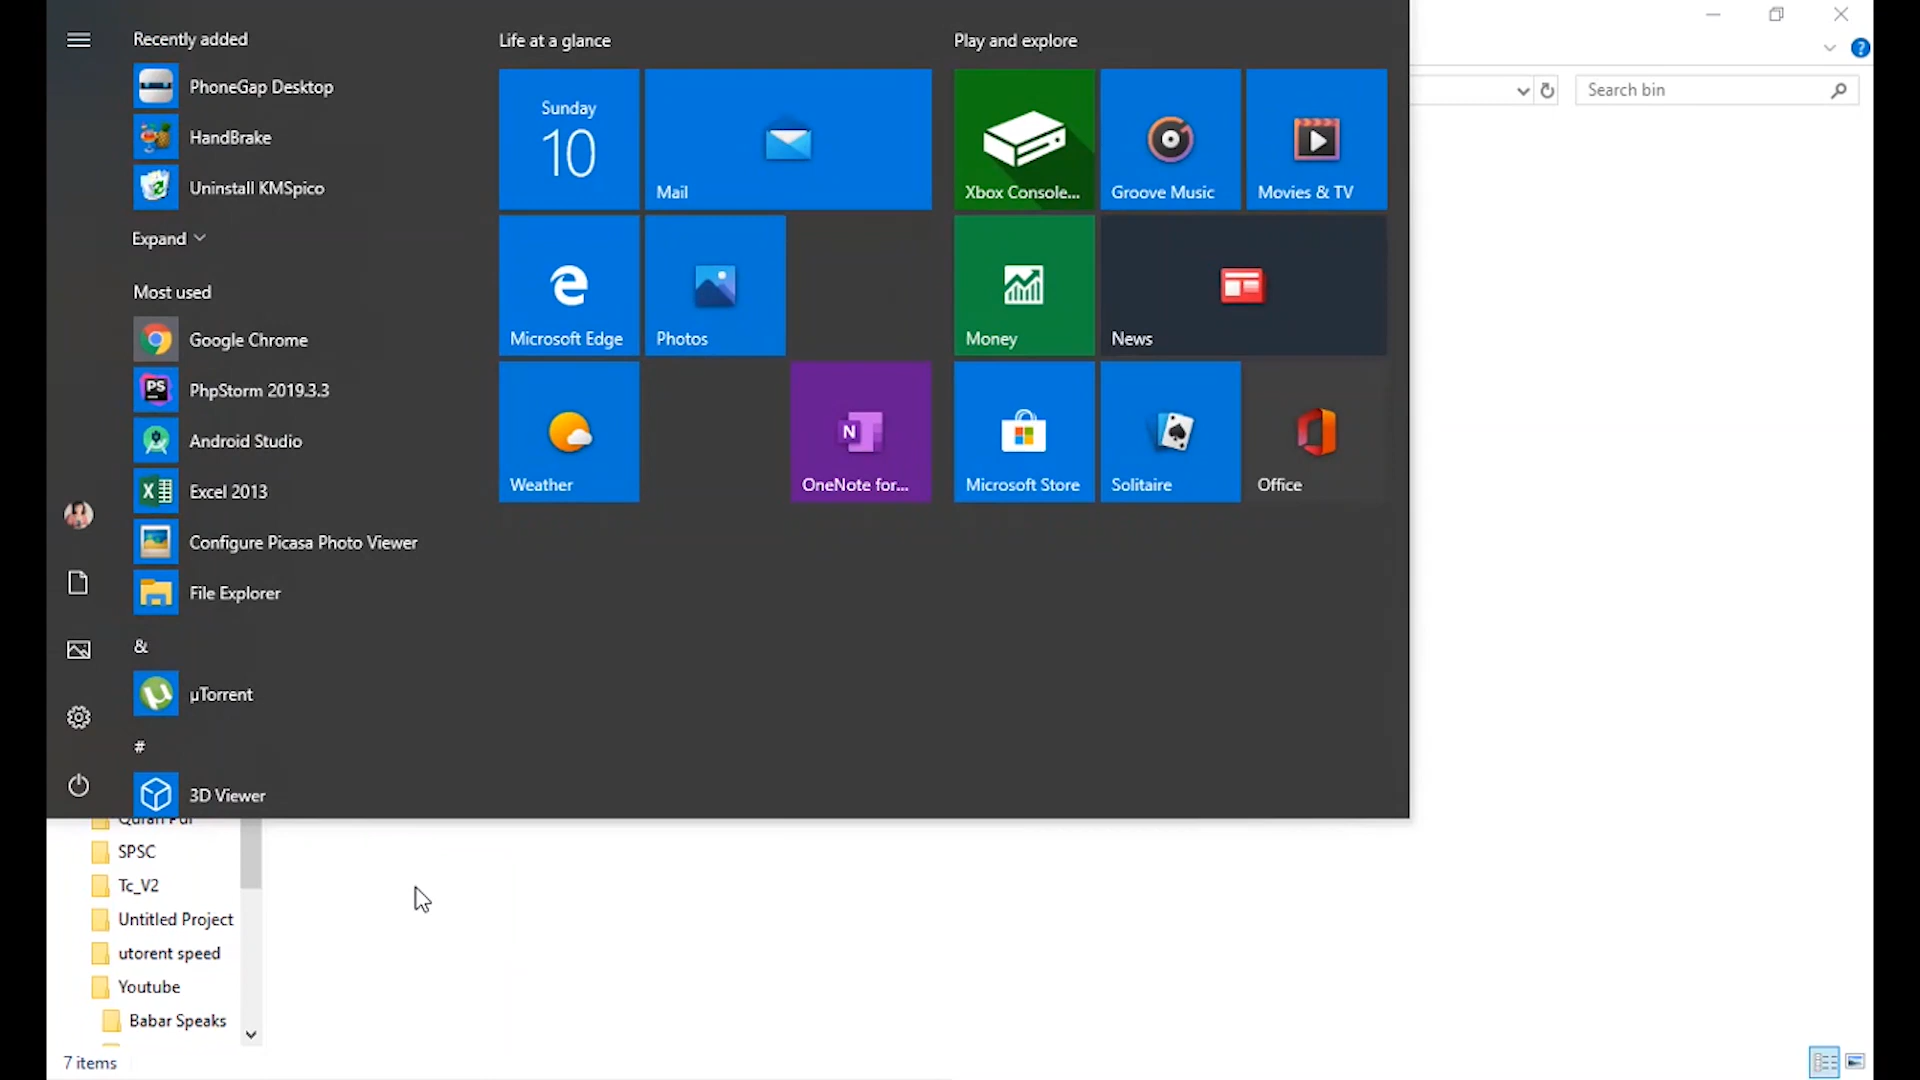 Recently added
PhoneGap Desktop
HandBrake
Uninstall KMSpico
Expand
Most used
Google Chrome
PhpStorm 2019.3.3
Android Studio
Excel 2013
Configure Picasa Photo Viewer
File Explorer
&
µTorrent
#
3D Viewer
Life at a glance
Sunday
10
Mail
Microsoft Edge
Photos
Weather
OneNote for...
Play and explore
Xbox Console...
Groove Music
Movies & TV
Money
News
Microsoft Store
Solitaire
Office
Search bin
Quran Pdf
SPSC
Tc_V2
Untitled Project
utorent speed
Youtube
Babar Speaks
7 items